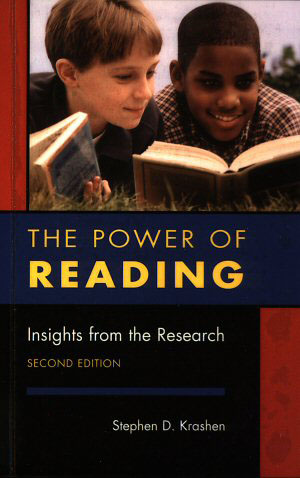 THE POWER OF
READING
Insights from the Research
SECOND EDITION
Stephen D. Krashen